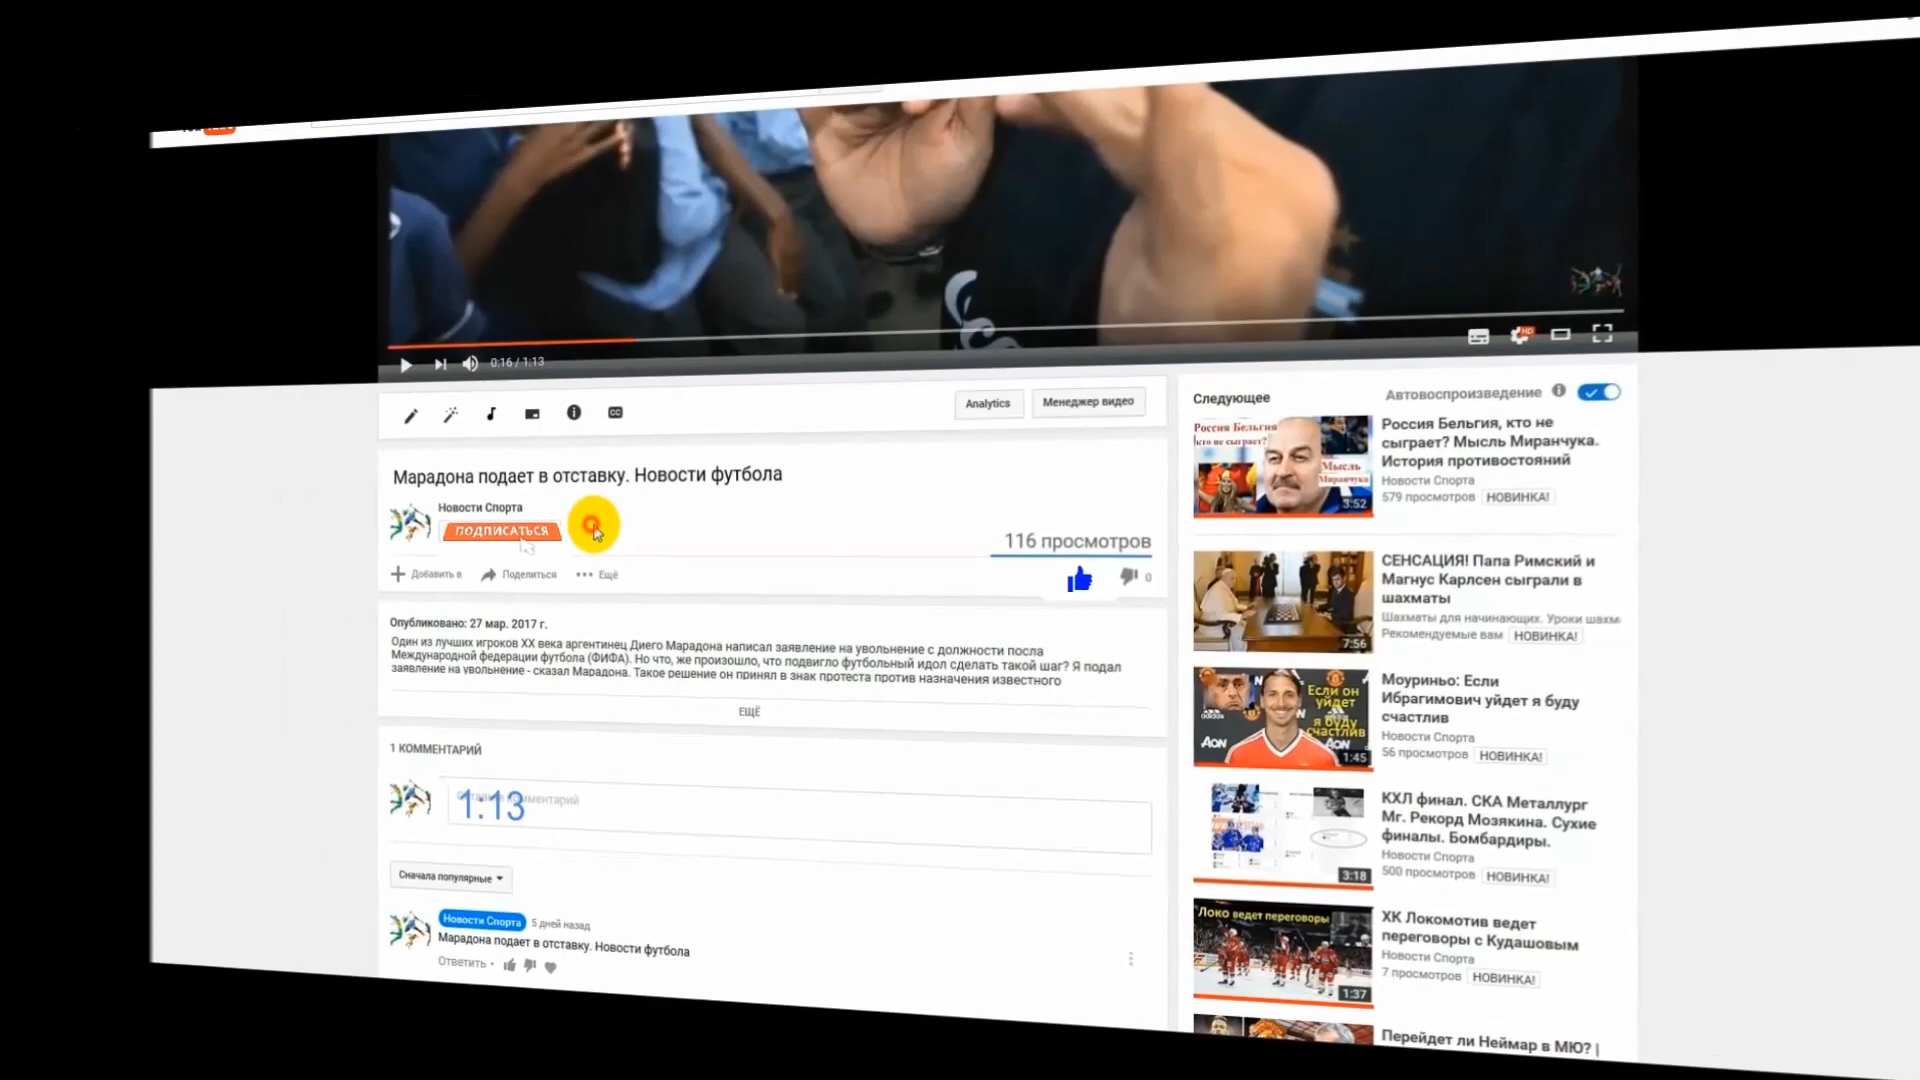 0:16 / 1:13
HD
Analytics
Менеджер видео
Марадона подает в отставку. Новости футбола
Новости Спорта
ПОДПИСАТЬСЯ
116 просмотров
Добавить в
Поделиться
Ещё
0
Опубликовано: 27 мар. 2017 г.
Один из лучших игроков XX века аргентинец Диего Марадона написал заявление на увольнение с должности посла
Международной федерации футбола (ФИФА). Но что, же произошло, что подвигло футбольный идол сделать такой шаг? Я подал
заявление на увольнение - сказал Марадона. Такое решение он принял в знак протеста против назначения известного
ЕЩЁ
1 КОММЕНТАРИЙ
1:13
комментарий
Сначала популярные
Новости Спорта
5 дней назад
Марадона подает в отставку. Новости футбола
Ответить
Следующее
Автовоспроизведение
Россия Бельгия
кто не сыграет?
Мысль
Миранчука
3:52
Россия Бельгия, кто не
сыграет? Мысль Миранчука.
История противостояний
Новости Спорта
579 просмотров
НОВИНКА!
7:56
СЕНСАЦИЯ! Папа Римский и
Магнус Карлсен сыграли в
шахматы
Шахматы для начинающих. Уроки шахм
Рекомендуемые вам
НОВИНКА!
Если он
уйдет
я буду
счастлив
adidas
AON
AON
1:45
Моуриньо: Если
Ибрагимович уйдет я буду
счастлив
Новости Спорта
56 просмотров
НОВИНКА!
3:18
КХЛ финал. СКА Металлург
Мг. Рекорд Мозякина. Сухие
финалы. Бомбардиры.
Новости Спорта
500 просмотров
НОВИНКА!
Локо ведет переговоры
1:37
ХК Локомотив ведет
переговоры с Кудашовым
Новости Спорта
7 просмотров
НОВИНКА!
Перейдет ли Неймар в МЮ? |